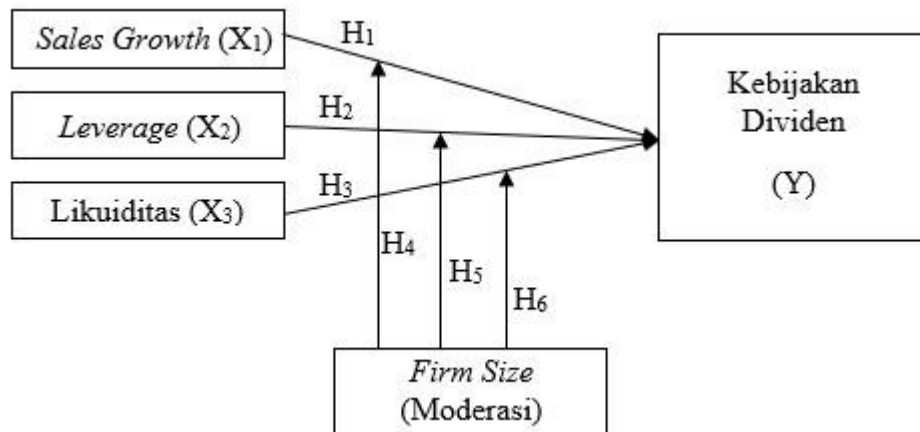 Sales Growth (X₁)
H₁
Leverage (X₂)
H₂
Likuiditas (X₃)
H₃
H₄
H₅
H₆
Kebijakan
Dividen
(Y)
Firm Size
(Moderasi)